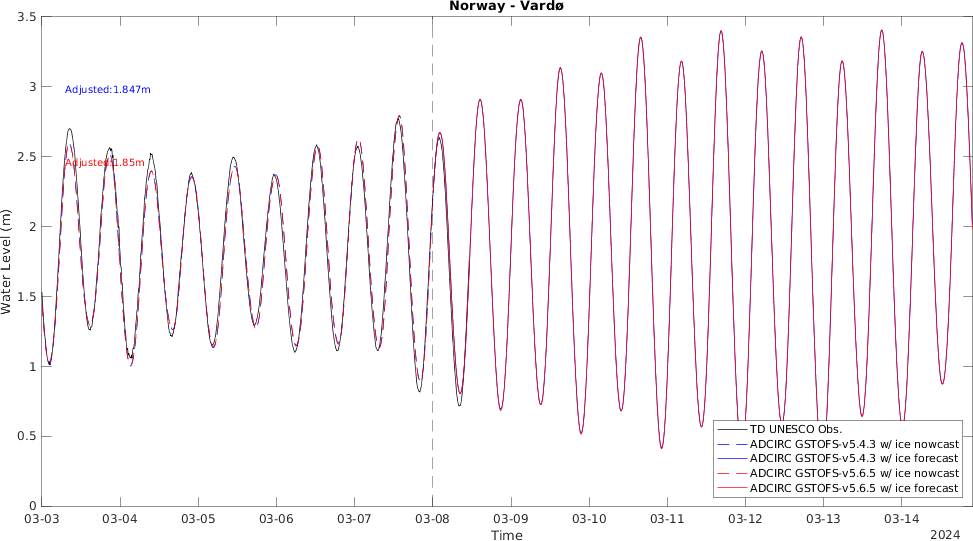 Norway - Vardø
Water Level (m)
3.5
3
2.5
2
1.5
1
0.5
0
Adjusted:1.847m
Adjusted:1.85m
TD UNESCO Obs.
ADCIRC GSTOFS-v5.4.3 w/ ice nowcast
ADCIRC GSTOFS-v5.4.3 w/ ice forecast
ADCIRC GSTOFS-v5.6.5 w/ ice nowcast
ADCIRC GSTOFS-v5.6.5 w/ ice forecast
03-03 03-04 03-05 03-06 03-07 03-08 03-09 03-10 03-11 03-12 03-13 03-14
Time
2024